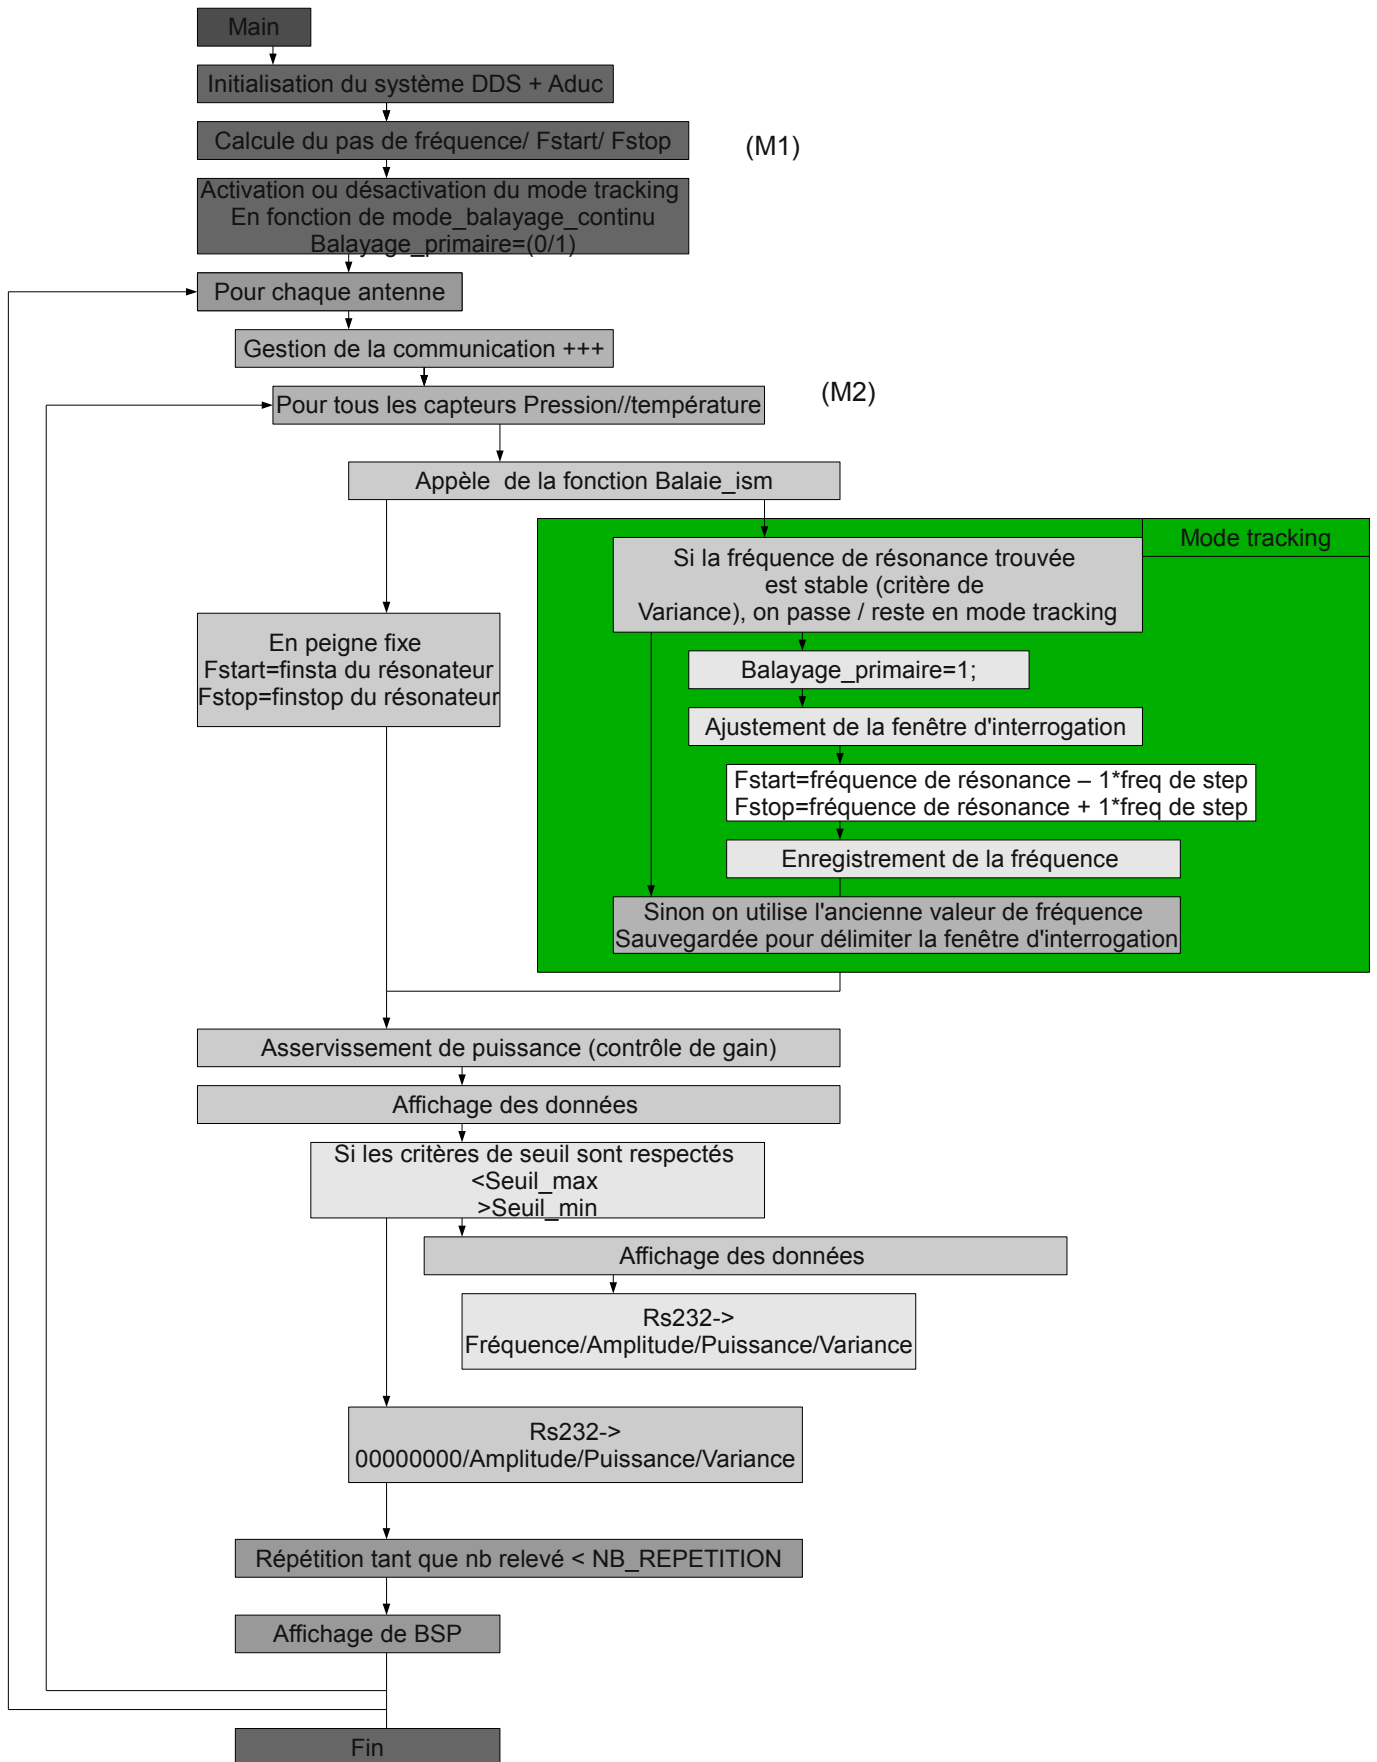 Main
Initialisation du système DDS + Aduc
Calcule du pas de fréquence/ Fstart/ Fstop
(M1)
Activation ou désactivation du mode tracking
En fonction de mode_balayage_continu
Balayage_primaire=(0/1)
Pour chaque antenne
Gestion de la communication +++
Pour tous les capteurs Pression//température
(M2)
Appèle de la fonction Balaie_ism
Mode tracking
Si la fréquence de résonance trouvée
est stable (critère de
Variance), on passe / reste en mode tracking
En peigne fixe
Fstart=finsta du résonateur
Fstop=finstop du résonateur
Balayage_primaire=1;
Ajustement de la fenêtre d'interrogation
Fstart=fréquence de résonance – 1*freq de step
Fstop=fréquence de résonance + 1*freq de step
Enregistrement de la fréquence
Sinon on utilise l'ancienne valeur de fréquence
Sauvegardée pour délimiter la fenêtre d'interrogation
Asservissement de puissance (contrôle de gain)
Affichage des données
Si les critères de seuil sont respectés
<Seuil_max
>Seuil_min
Affichage des données
Rs232->
Fréquence/Amplitude/Puissance/Variance
Rs232->
00000000/Amplitude/Puissance/Variance
Répétition tant que nb relevé < NB_REPETITION
Affichage de BSP
Fin